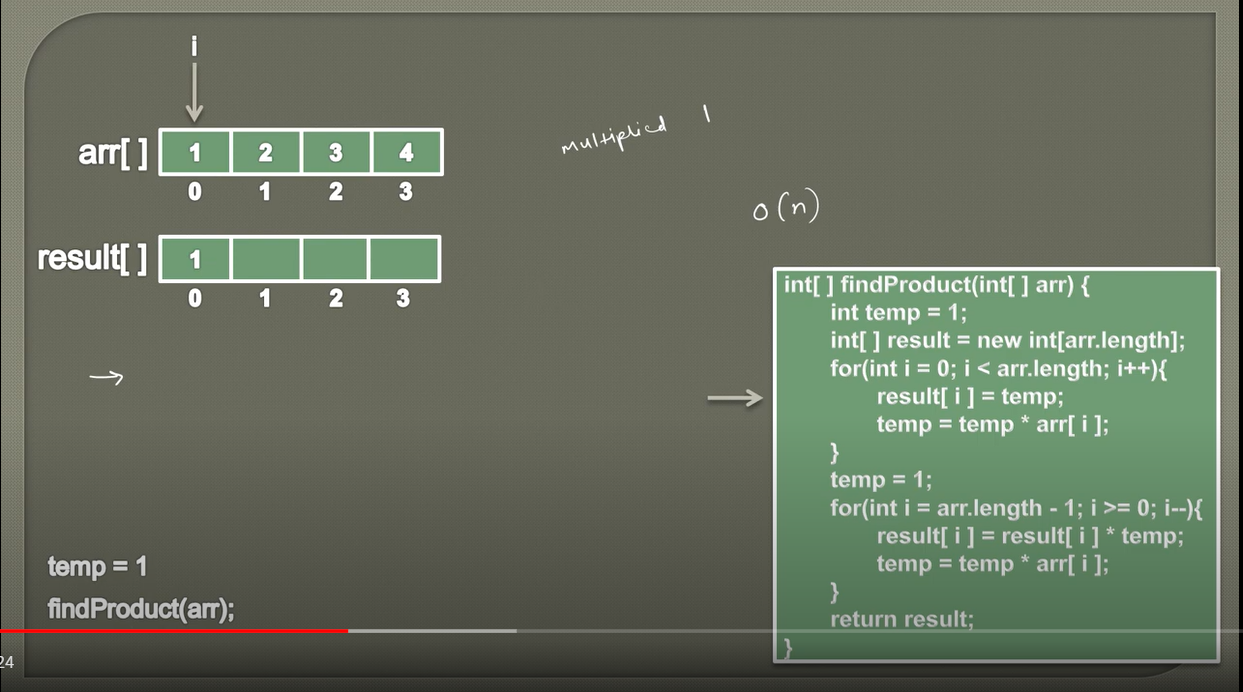 i
arr[ ] 1 2 3 4
0 1 2 3
multiplied 1
o(n)
result[ ] 1
0 1 2 3
int[ ] findProduct(int[ ] arr) {
int temp = 1;
int[ ] result = new int[arr.length];
for(int i = 0; i < arr.length; i++){
result[ i ] = temp;
temp = temp * arr[ i ];
}
temp = 1;
for(int i = arr.length - 1; i >= 0; i--){
result[ i ] = result[ i ] * temp;
temp = temp * arr[ i ];
}
return result;
}
temp = 1
findProduct(arr);
24